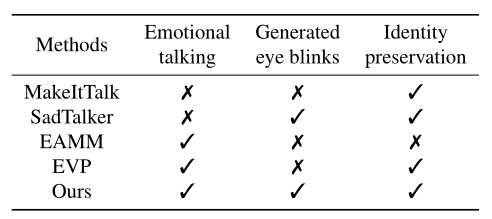 Methods Emotional talking Generated eye blinks Identity preservation
MakeItTalk ✗ ✗ ✓
SadTalker ✗ ✓ ✓
EAMM ✓ ✗ ✗
EVP ✓ ✗ ✓
Ours ✓ ✓ ✓